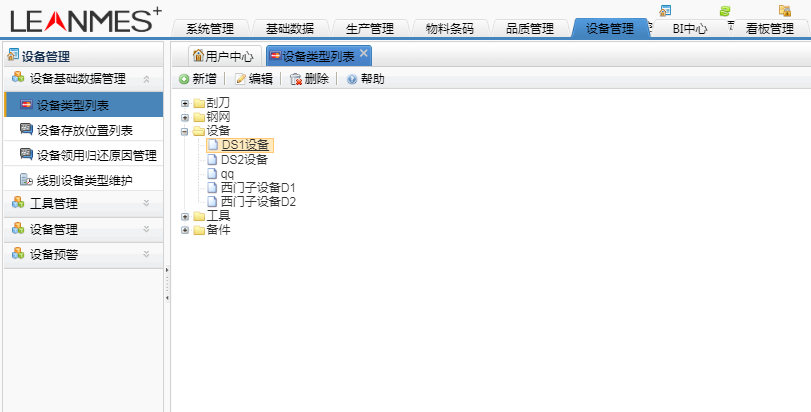 LEANMES+
系统管理 基础数据 生产管理 物料条码 品质管理 设备管理 BI中心 看板管理
设备管理
设备基础数据管理
设备类型列表
设备存放位置列表
设备领用归还原因管理
线别设备类型维护
工具管理
设备管理
设备预警
用户中心 设备类型列表
新增 编辑 删除 帮助
刮刀
钢网
设备
DS1设备
DS2设备
qq
西门子设备D1
西门子设备D2
工具
备件